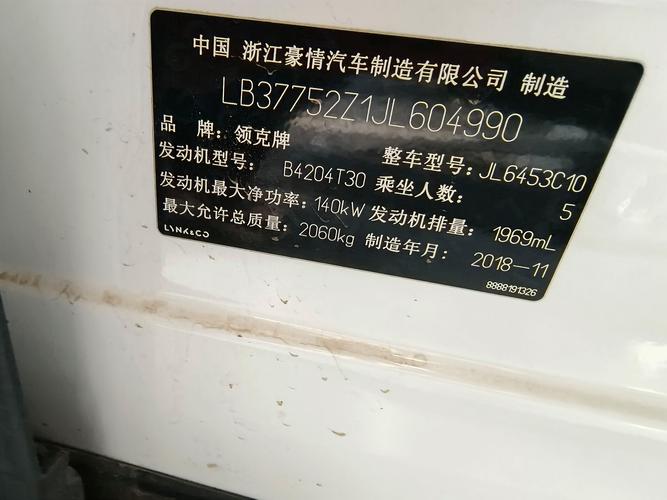 中国 浙江豪情汽车制造有限公司 制造
LB37752Z1JL604990
品 牌：领克牌 整车型号：JL6453C10
发动机型号：B4204T30 乘坐人数：5
发动机最大净功率：140kW 发动机排量：1969mL
最大允许总质量：2060kg 制造年月：2018-11
LYNK&CO
8888191326